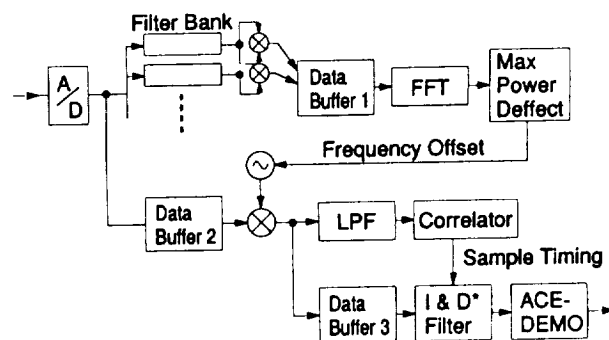 Filter Bank
A/D
Data
Buffer 1
FFT
Max
Power
Deffect
Frequency Offset
Data
Buffer 2
LPF
Correlator
Sample Timing
Data
Buffer 3
I & D*
Filter
ACE-
DEMO